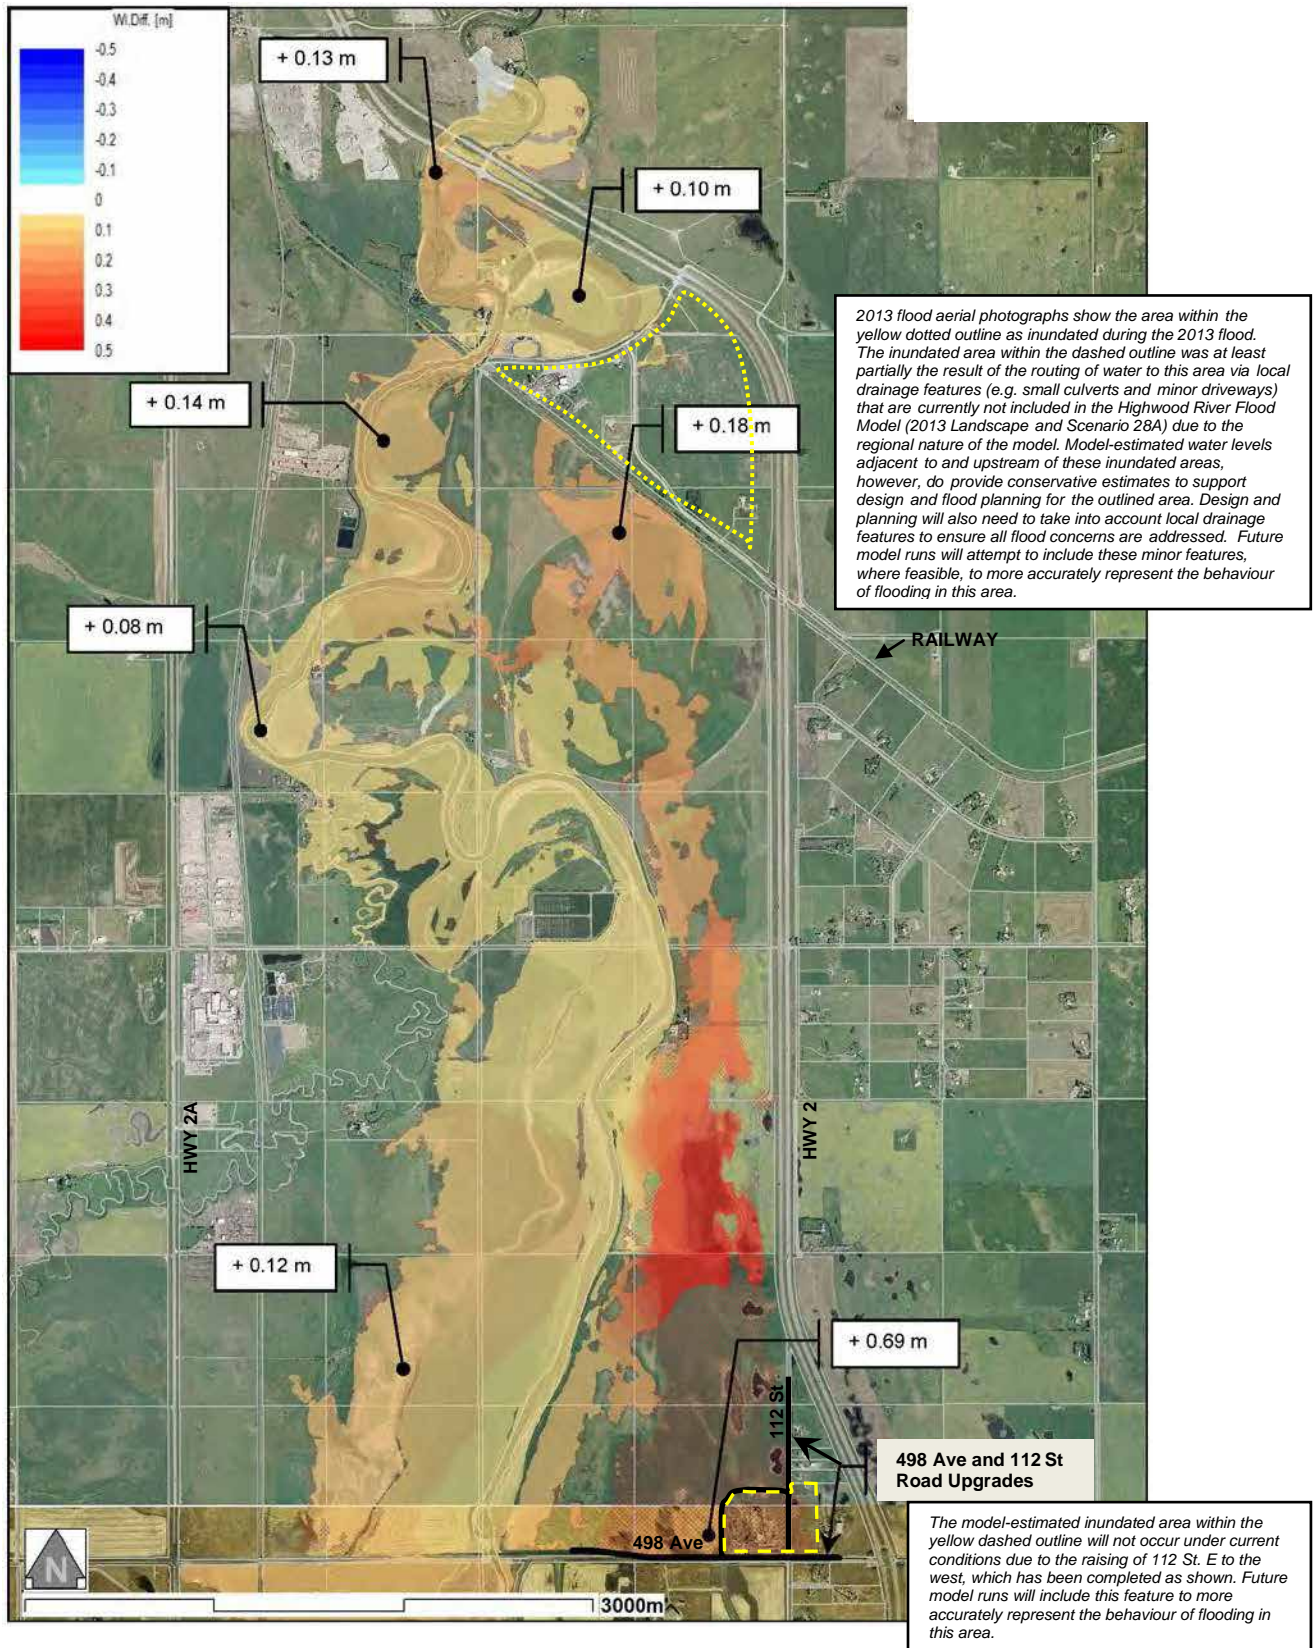 Wl.Diff. [m]
-0.5
-0.4
-0.3
-0.2
-0.1
0
0.1
0.2
0.3
0.4
0.5
+ 0.13 m
+ 0.10 m
+ 0.14 m
+ 0.18 m
2013 flood aerial photographs show the area within the
yellow dotted outline as inundated during the 2013 flood.
The inundated area within the dashed outline was at least
partially the result of the routing of water to this area via local
drainage features (e.g. small culverts and minor driveways)
that are currently not included in the Highwood River Flood
Model (2013 Landscape and Scenario 28A) due to the
regional nature of the model. Model-estimated water levels
adjacent to and upstream of these inundated areas,
however, do provide conservative estimates to support
design and flood planning for the outlined area. Design and
planning will also need to take into account local drainage
features to ensure all flood concerns are addressed. Future
model runs will attempt to include these minor features,
where feasible, to more accurately represent the behaviour
of flooding in this area.
+ 0.08 m
RAILWAY
HWY 2A
HWY 2
+ 0.12 m
+ 0.69 m
112 St
498 Ave and 112 St
Road Upgrades
498 Ave
N
3000m
The model-estimated inundated area within the
yellow dashed outline will not occur under current
conditions due to the raising of 112 St. E to the
west, which has been completed as shown. Future
model runs will include this feature to more
accurately represent the behaviour of flooding in
this area.